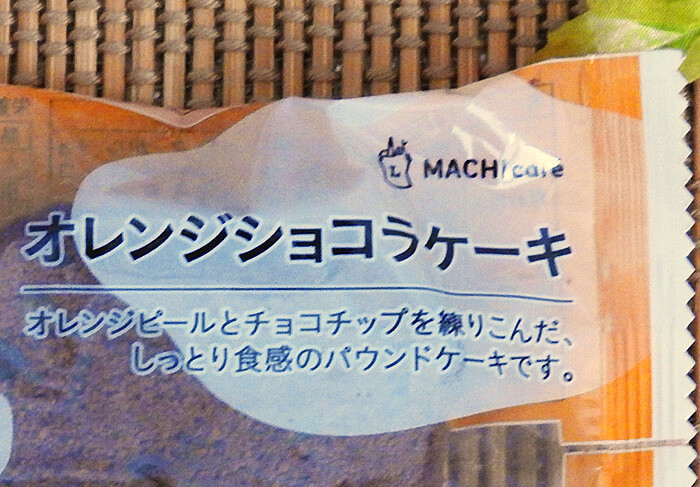 MACHI café
オレンジショコラケーキ
オレンジピールとチョコチップを練りこんだ、
しっとり食感のパウンドケーキです。